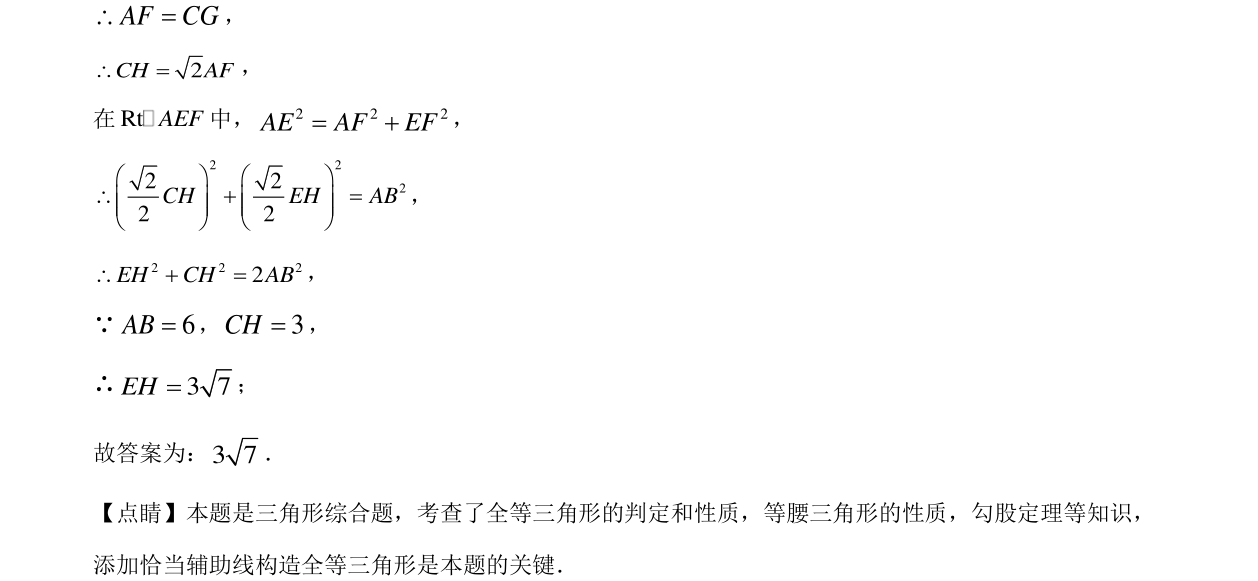 ∴AF=CG，
∴CH=√2AF，
在 Rt□AEF 中，AE²=AF²+EF²，
∴(√2/2 CH)²+(√2/2 EH)²=AB²，
∴EH²+CH²=2AB²，
∵AB=6，CH=3，
∴EH=3√7；
故答案为：3√7．
【点睛】本题是三角形综合题，考查了全等三角形的判定和性质，等腰三角形的性质，勾股定理等知识，
添加恰当辅助线构造全等三角形是本题的关键．